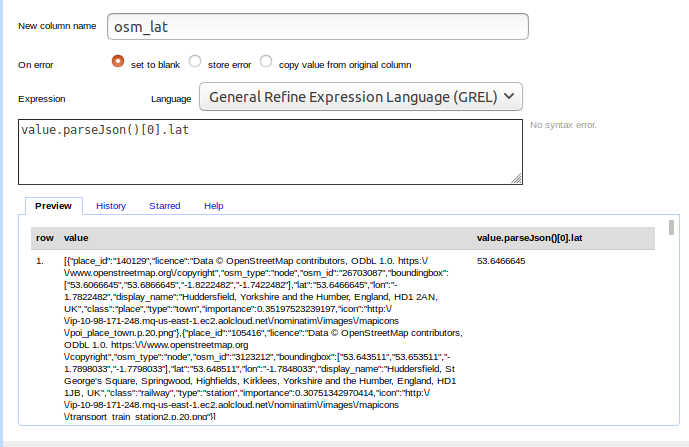 New column name osm_lat
On error set to blank store error copy value from original column
Expression Language General Refine Expression Language (GREL)
value.parseJson()[0].lat
No syntax error.
Preview History Starred Help
row value value.parseJson()[0].lat
1. [{"place_id":"140129","licence":"Data © OpenStreetMap contributors, ODbL 1.0. https:\/ 53.6466645
\/www.openstreetmap.org\/copyright","osm_type":"node","osm_id":"26703087","boundingbox":
["53.6066645","53.6866645","-1.8222482","-1.7422482"],"lat":"53.6466645","lon":"-
1.7822482","display_name":"Huddersfield, Yorkshire and the Humber, England, HD1 2AN,
UK","class":"place","type":"town","importance":0.35197523239197,"icon":"http:\/
\/ip-10-98-171-248.mq-us-east-1.ec2.aolcloud.net\/nominatim\/images\/mapicons
\/poi_place_town.p.20.png"},{"place_id":"105416","licence":"Data © OpenStreetMap contributors,
ODbL 1.0. https:\/\/www.openstreetmap.org
\/copyright","osm_type":"node","osm_id":"3123212","boundingbox":["53.643511","53.653511","-
1.7898033","-1.7798033"],"lat":"53.648511","lon":"-1.7848033","display_name":"Huddersfield, St
George's Square, Springwood, Highfields, Kirklees, Yorkshire and the Humber, England, HD1
1JB, UK","class":"railway","type":"station","importance":0.30751342970414,"icon":"http:\/
\/ip-10-98-171-248.mq-us-east-1.ec2.aolcloud.net\/nominatim\/images\/mapicons
\/transport_train_station2.p.20.png"}]